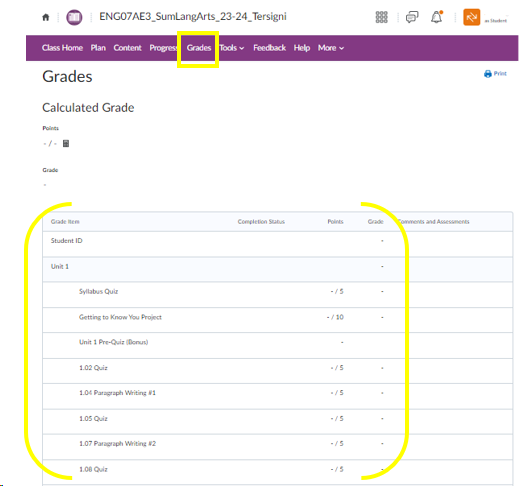 ENG07AE3_SumLangArts_23-24_Tersigni
as Student
Class Home Plan Content Progress Grades Tools Feedback Help More
Grades
Print
Calculated Grade
Points
- / -
Grade
-
Grade Item Completion Status Points Grade Comments and Assessments
Student ID -
Unit 1 -
Syllabus Quiz - / 5 -
Getting to Know You Project - / 10 -
Unit 1 Pre-Quiz (Bonus) -
1.02 Quiz - / 5 -
1.04 Paragraph Writing #1 - / 5 -
1.05 Quiz - / 5 -
1.07 Paragraph Writing #2 - / 5 -
1.08 Quiz - / 5 -